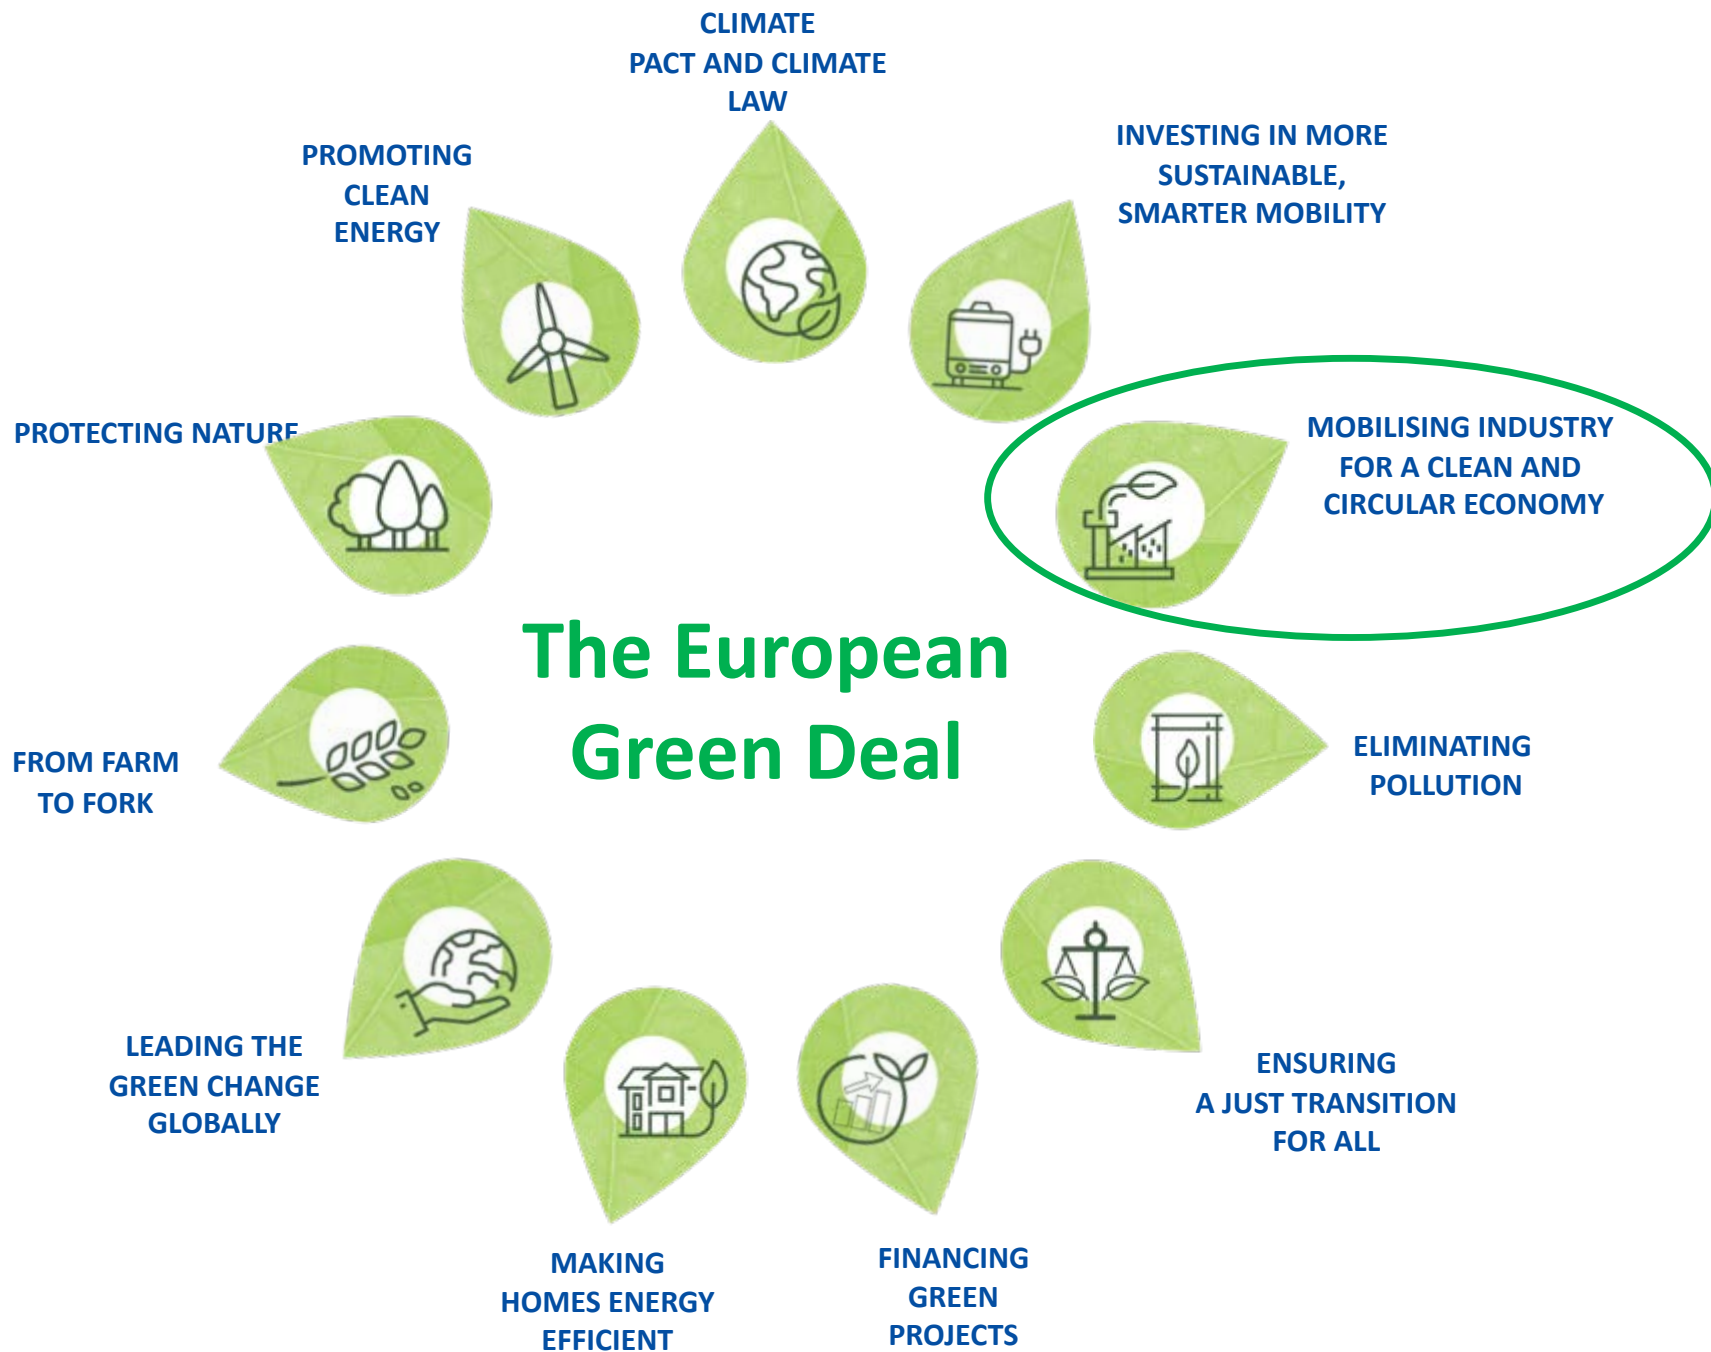 CLIMATE
PACT AND CLIMATE
LAW
INVESTING IN MORE
SUSTAINABLE,
SMARTER MOBILITY
MOBILISING INDUSTRY
FOR A CLEAN AND
CIRCULAR ECONOMY
ELIMINATING
POLLUTION
ENSURING
A JUST TRANSITION
FOR ALL
FINANCING
GREEN
PROJECTS
MAKING
HOMES ENERGY
EFFICIENT
LEADING THE
GREEN CHANGE
GLOBALLY
FROM FARM
TO FORK
PROTECTING NATURE
PROMOTING
CLEAN
ENERGY
The European
Green Deal